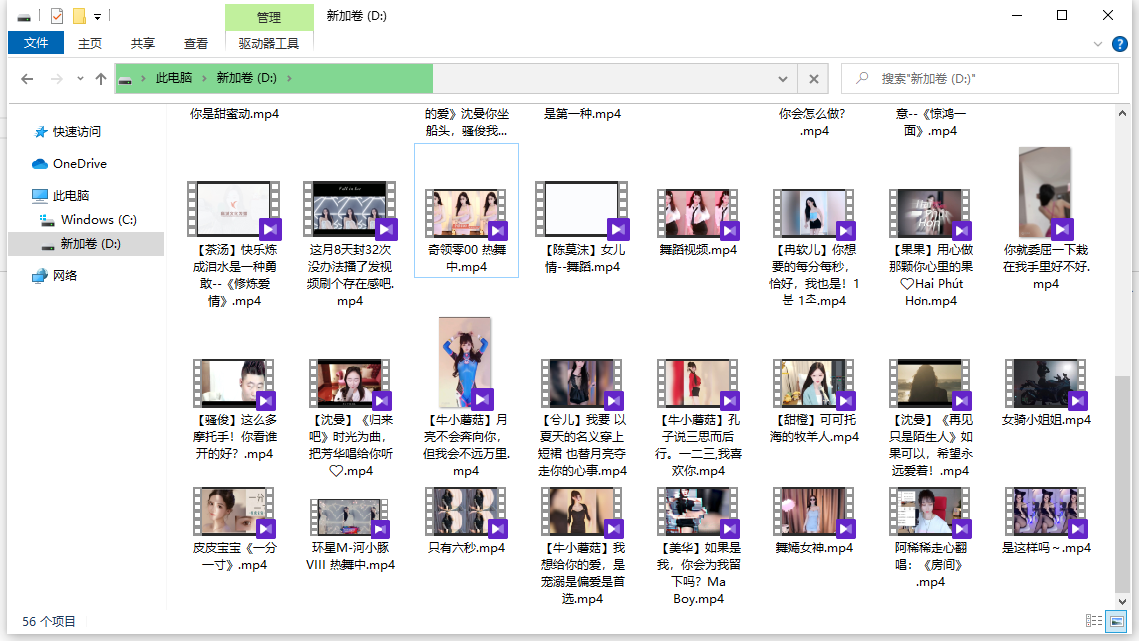 管理
新加卷 (D:)
文件
主页
共享
查看
驱动器工具
此电脑
新加卷 (D:)
搜索"新加卷 (D:)"
快速访问
OneDrive
此电脑
Windows (C:)
新加卷 (D:)
网络
你是甜蜜动.mp4
的爱》沈曼你坐
船头，骚俊我...
是第一种.mp4
你会怎么做？
.mp4
意--《惊鸿一
面》.mp4
【茶汤】快乐炼
成泪水是一种勇
敢--《修炼爱
情》.mp4
这月8天封32次
没办法播了发视
频刷个存在感吧.
mp4
奇领零00 热舞
中.mp4
【陈莫沫】女儿
情--舞蹈.mp4
舞蹈视频.mp4
【冉软儿】你想
要的每分每秒，
恰好，我也是！1
분 1초.mp4
【果果】用心做
那颗你心里的果
♡Hai Phút
Hơn.mp4
你就委屈一下栽
在我手里好不好.
mp4
【骚俊】这么多
摩托手！你看谁
开的好？.mp4
【沈曼】《归来
吧》时光为曲，
把芳华唱给你听
♡.mp4
【牛小蘑菇】月
亮不会奔向你，
但我会不远万里.
mp4
【兮儿】我要 以
夏天的名义穿上
短裙 也替月亮夺
走你的心事.mp4
【牛小蘑菇】孔
子说三思而后
行。一二三,我喜
欢你.mp4
【甜橙】可可托
海的牧羊人.mp4
【沈曼】《再见
只是陌生人》如
果可以，希望永
远爱着！.mp4
女骑小姐姐.mp4
皮皮宝宝《一分
一寸》.mp4
环星M-河小豚
VIII 热舞中.mp4
只有六秒.mp4
【牛小蘑菇】我
想给你的爱，是
宠溺是偏爱是首
选.mp4
【美华】如果是
我，你会为我留
下吗？Ma
Boy.mp4
舞嫣女神.mp4
阿稀稀走心翻
唱：《房间》
.mp4
是这样吗～.mp4
56 个项目